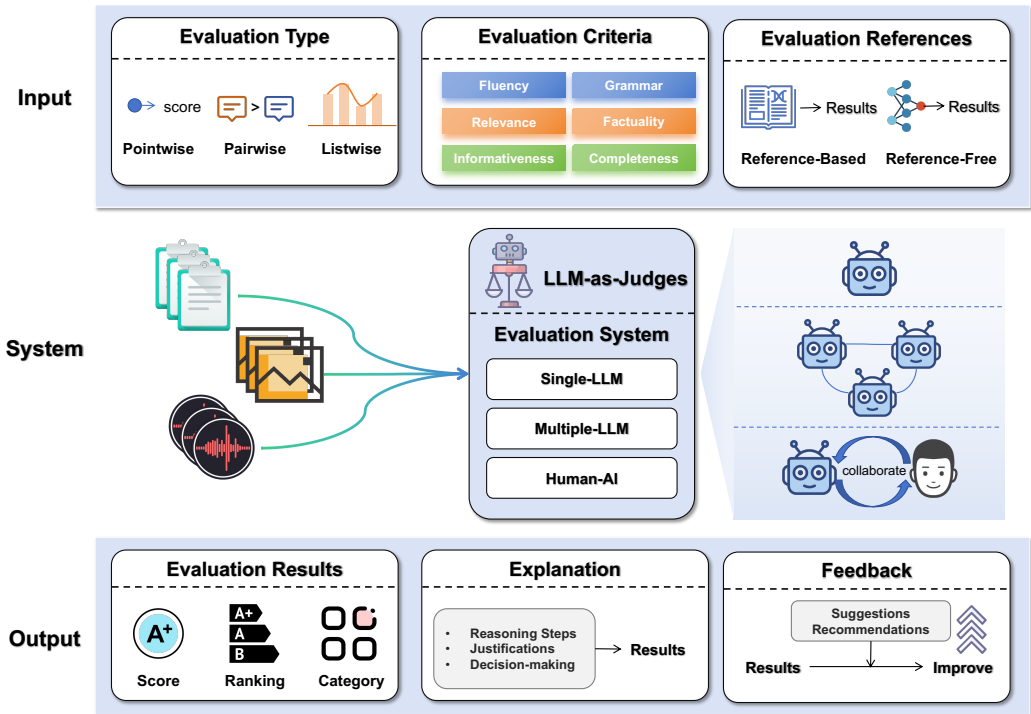 Input
Evaluation Type
score
>
Pointwise
Pairwise
Listwise
Evaluation Criteria
Fluency
Grammar
Relevance
Factuality
Informativeness
Completeness
Evaluation References
Results
Results
Reference-Based
Reference-Free
System
LLM-as-Judges
Evaluation System
Single-LLM
Multiple-LLM
Human-AI
collaborate
Output
Evaluation Results
A+
A+
A
B
Score
Ranking
Category
Explanation
• Reasoning Steps
• Justifications
• Decision-making
Results
Feedback
Suggestions
Recommendations
Results
Improve